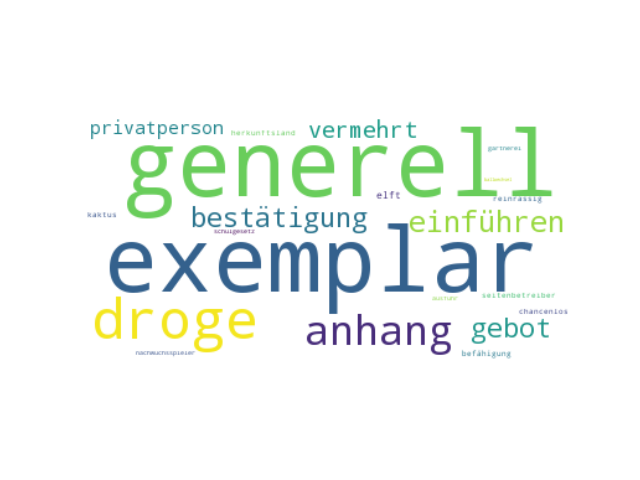 privatperson
herkunftsland
vermehrt
generell
gärtnerei
reinrassig
elft
kaktus
bestätigung
einführen
schulgesetz
exemplar
ausfuhr
seitenbetreiber
droge
anhang
gebot
chancenlos
nachwuchsspieler
befähigung